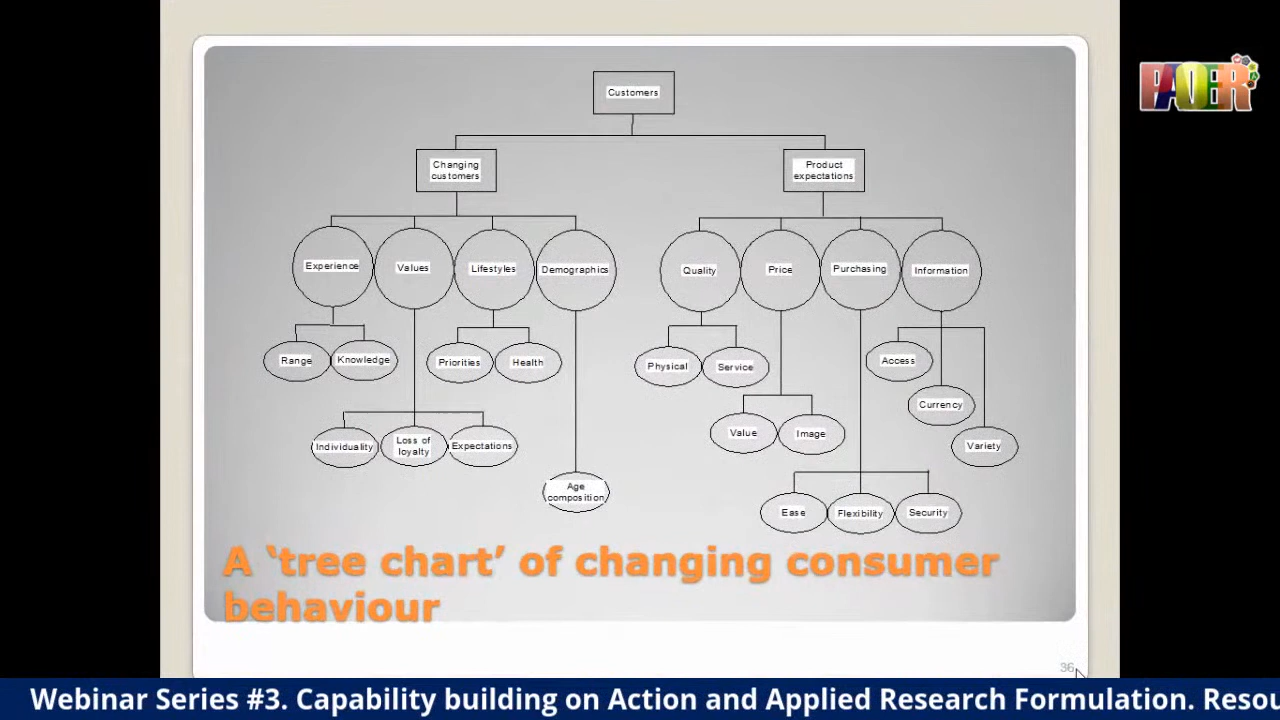 Customers
Changing
customers
Product
expectations
Experience
Values
Lifestyles
Demographics
Quality
Price
Purchasing
Information
Range
Knowledge
Priorities
Health
Physical
Service
Access
Currency
Value
Image
Variety
Individuality
Loss of
loyalty
Expectations
Age
composition
Ease
Flexibility
Security
A ‘tree chart’ of changing consumer
behaviour
36
PAOER
Webinar Series #3. Capability building on Action and Applied Research Formulation. Resou